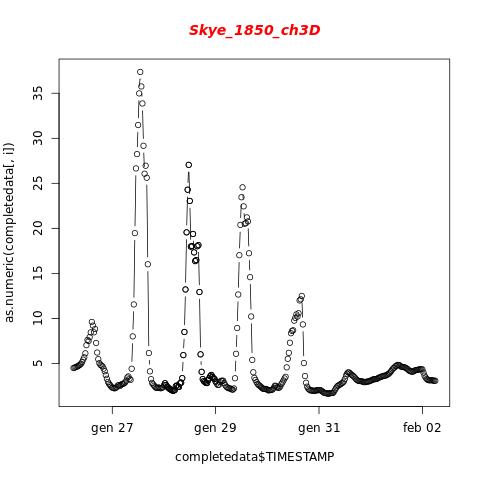 Skye_1850_ch3D
as.numeric(completedata[, i])
35
30
25
20
15
10
5
gen 27
gen 29
gen 31
feb 02
completedata$TIMESTAMP